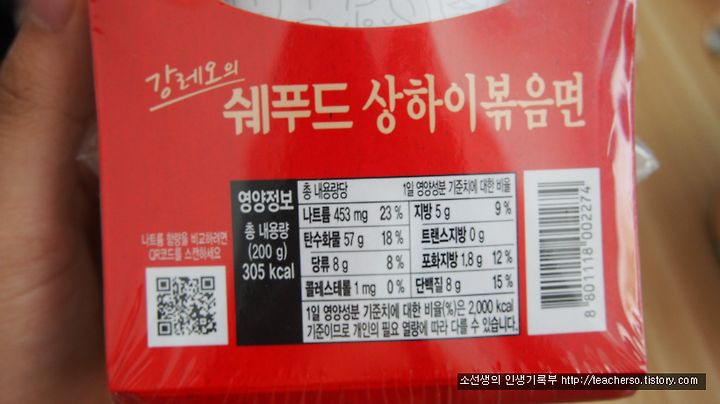 강레오의
쉐푸드 상하이볶음면
영양정보
총 내용량
(200 g)
305 kcal
총 내용량당 1일 영양성분 기준치에 대한 비율
나트륨 453 mg 23 % 지방 5 g 9 %
탄수화물 57 g 18 % 트랜스지방 0 g
당류 8 g 8 % 포화지방 1.8 g 12 %
콜레스테롤 1 mg 0 % 단백질 8 g 15 %
1일 영양성분 기준치에 대한 비율(%)은 2,000 kcal
기준이므로 개인의 필요 열량에 따라 다를 수 있습니다.
나트륨 함량을 비교하려면
QR코드를 스캔하세요
8 801118 002274
소선생의 인생기록부 http://teacherso.tistory.com/